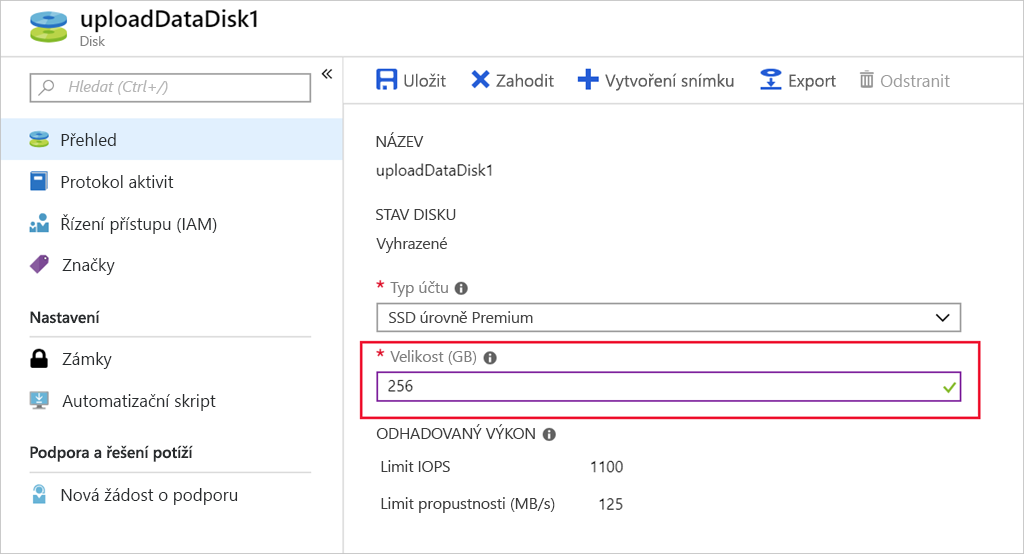 uploadDataDisk1
Disk
Hledat (Ctrl+/)
«
Přehled
Protokol aktivit
Řízení přístupu (IAM)
Značky
Nastavení
Zámky
Automatizační skript
Podpora a řešení potíží
Nová žádost o podporu
Uložit Zahodit Vytvoření snímku Export Odstranit
NÁZEV
uploadDataDisk1
STAV DISKU
Vyhrazené
* Typ účtu
SSD úrovně Premium
* Velikost (GB)
256
ODHADOVANÝ VÝKON
Limit IOPS 1100
Limit propustnosti (MB/s) 125